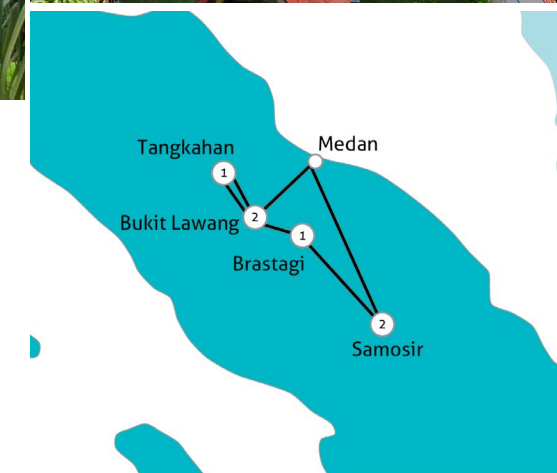 Medan
Tangkahan
1
Bukit Lawang
2
1
Brastagi
2
Samosir